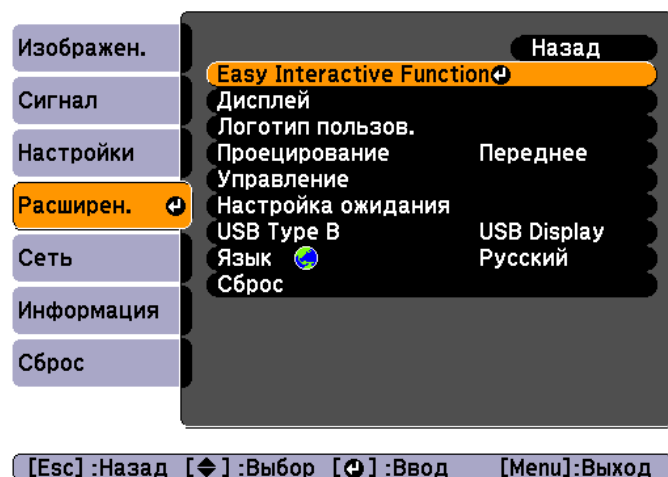 Изображен.
Сигнал
Настройки
Расширен.
Сеть
Информация
Сброс
Назад
Easy Interactive Function
Дисплей
Логотип пользов.
Проецирование Переднее
Управление
Настройка ожидания
USB Type B USB Display
Язык Русский
Сброс
[Esc] :Назад [◆] :Выбор [↵] :Ввод [Menu]:Выход